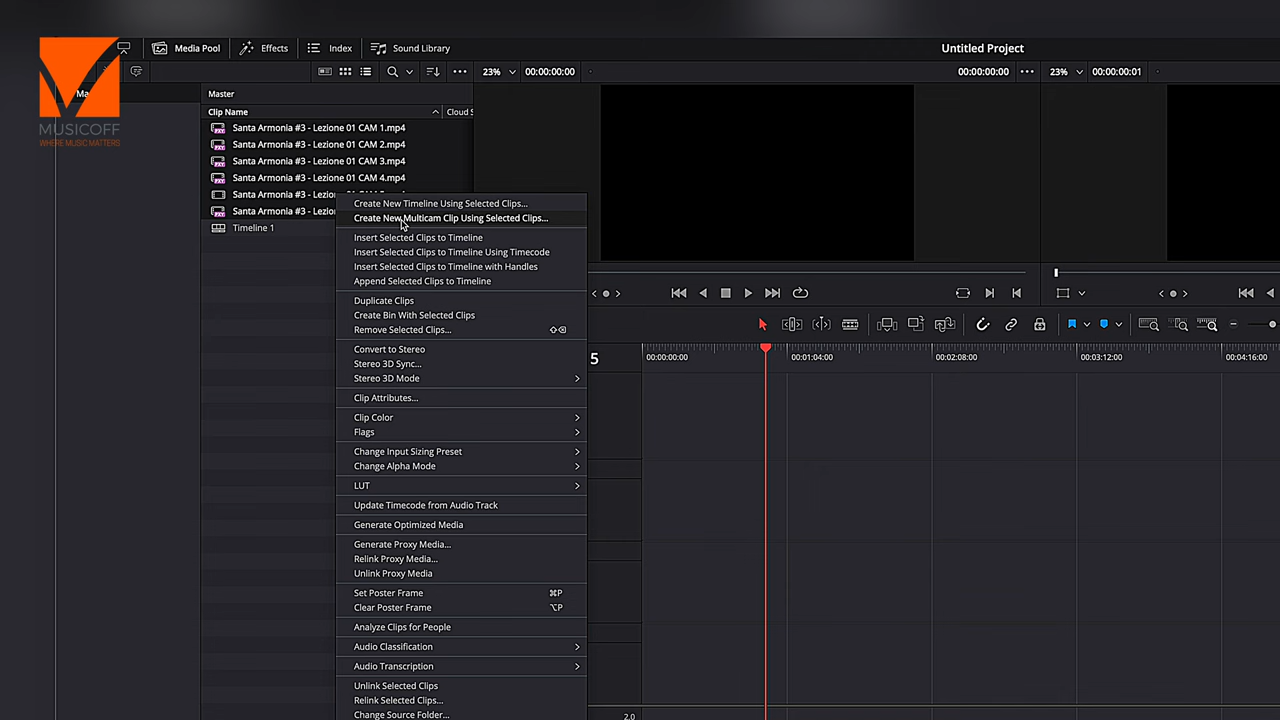 Media Pool
Effects
Index
Sound Library
Untitled Project
23%
00:00:00:00
00:00:00:00
23%
00:00:00:01
MUSICOFF
WHERE MUSIC MATTERS
Master
Clip Name
Cloud S
Santa Armonia #3 - Lezione 01 CAM 1.mp4
Santa Armonia #3 - Lezione 01 CAM 2.mp4
Santa Armonia #3 - Lezione 01 CAM 3.mp4
Santa Armonia #3 - Lezione 01 CAM 4.mp4
Santa Armonia #3 - Lezion
Santa Armonia #3 - Lezion
Timeline 1
Create New Timeline Using Selected Clips...
Create New Multicam Clip Using Selected Clips...
Insert Selected Clips to Timeline
Insert Selected Clips to Timeline Using Timecode
Insert Selected Clips to Timeline with Handles
Append Selected Clips to Timeline
Duplicate Clips
Create Bin With Selected Clips
Remove Selected Clips...
Convert to Stereo
Stereo 3D Sync...
Stereo 3D Mode
Clip Attributes...
Clip Color
Flags
Change Input Sizing Preset
Change Alpha Mode
LUT
Update Timecode from Audio Track
Generate Optimized Media
Generate Proxy Media...
Relink Proxy Media...
Unlink Proxy Media
Set Poster Frame ⌘P
Clear Poster Frame ⌥P
Analyze Clips for People
Audio Classification
Audio Transcription
Unlink Selected Clips
Relink Selected Clips...
Change Source Folder...
5
00:00:00:00
00:01:04:00
00:02:08:00
00:03:12:00
00:04:16:00
2.0